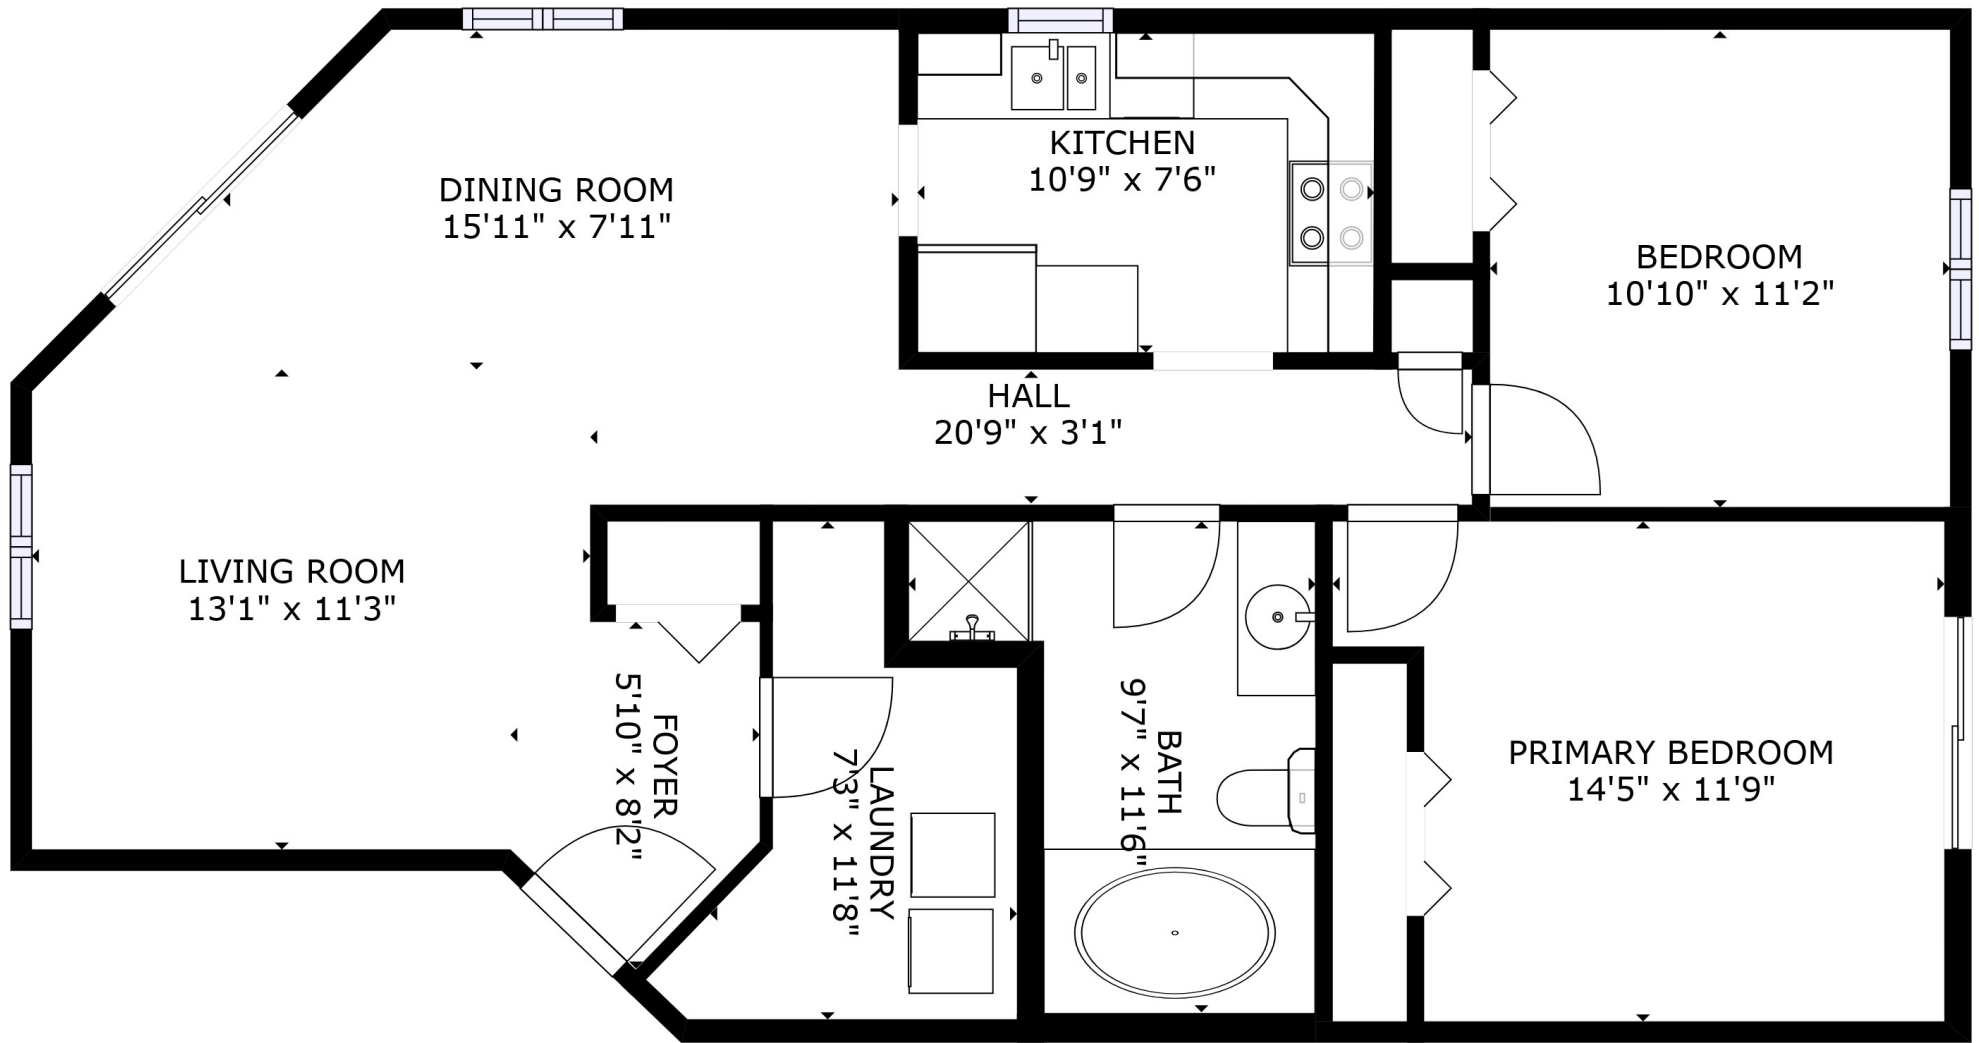 KITCHEN
10'9" x 7'6"
DINING ROOM
15'11" x 7'11"
BEDROOM
10'10" x 11'2"
HALL
20'9" x 3'1"
LIVING ROOM
13'1" x 11'3"
FOYER
5'10" x 8'2"
LAUNDRY
7'3" x 11'8"
BATH
9'7" x 11'6"
PRIMARY BEDROOM
14'5" x 11'9"